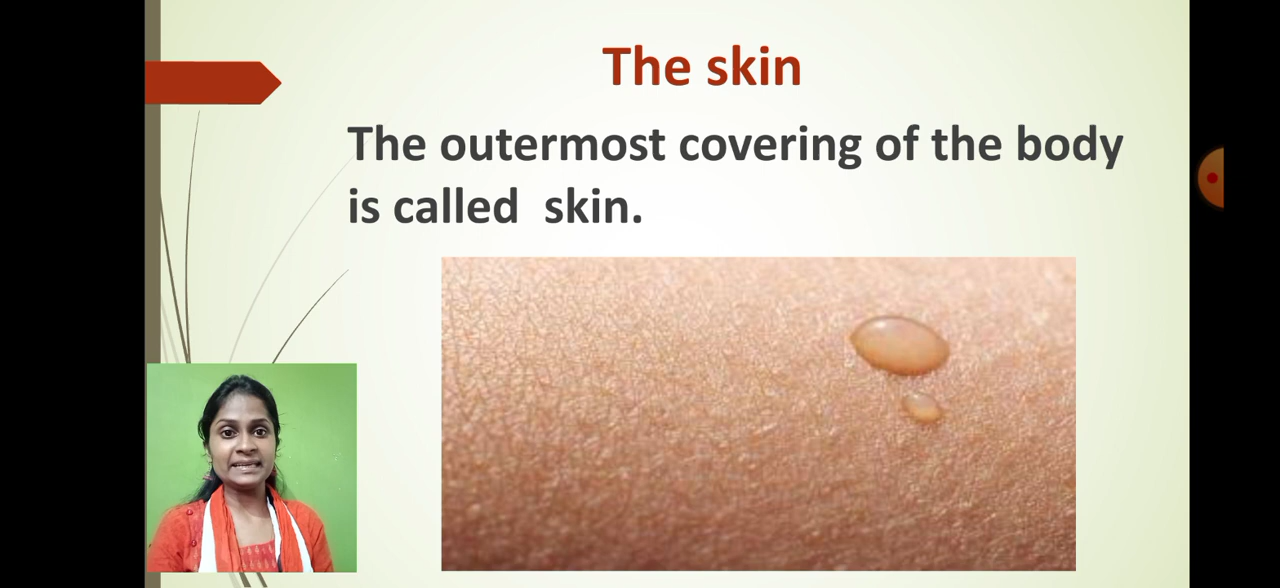 The skin
The outermost covering of the body
is called  skin.